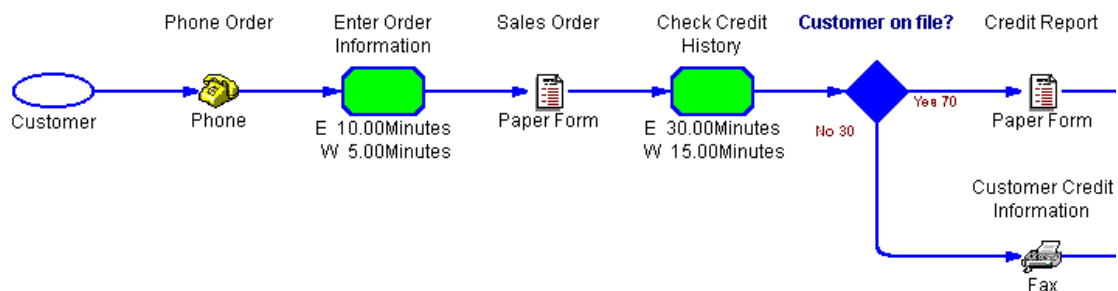 Phone Order
Enter Order
Information
Sales Order
Check Credit
History
Customer on file?
Credit Report
Customer
Phone
E 10.00Minutes
W 5.00Minutes
Paper Form
E 30.00Minutes
W 15.00Minutes
Yes 70
No 30
Paper Form
Customer Credit
Information
Fax